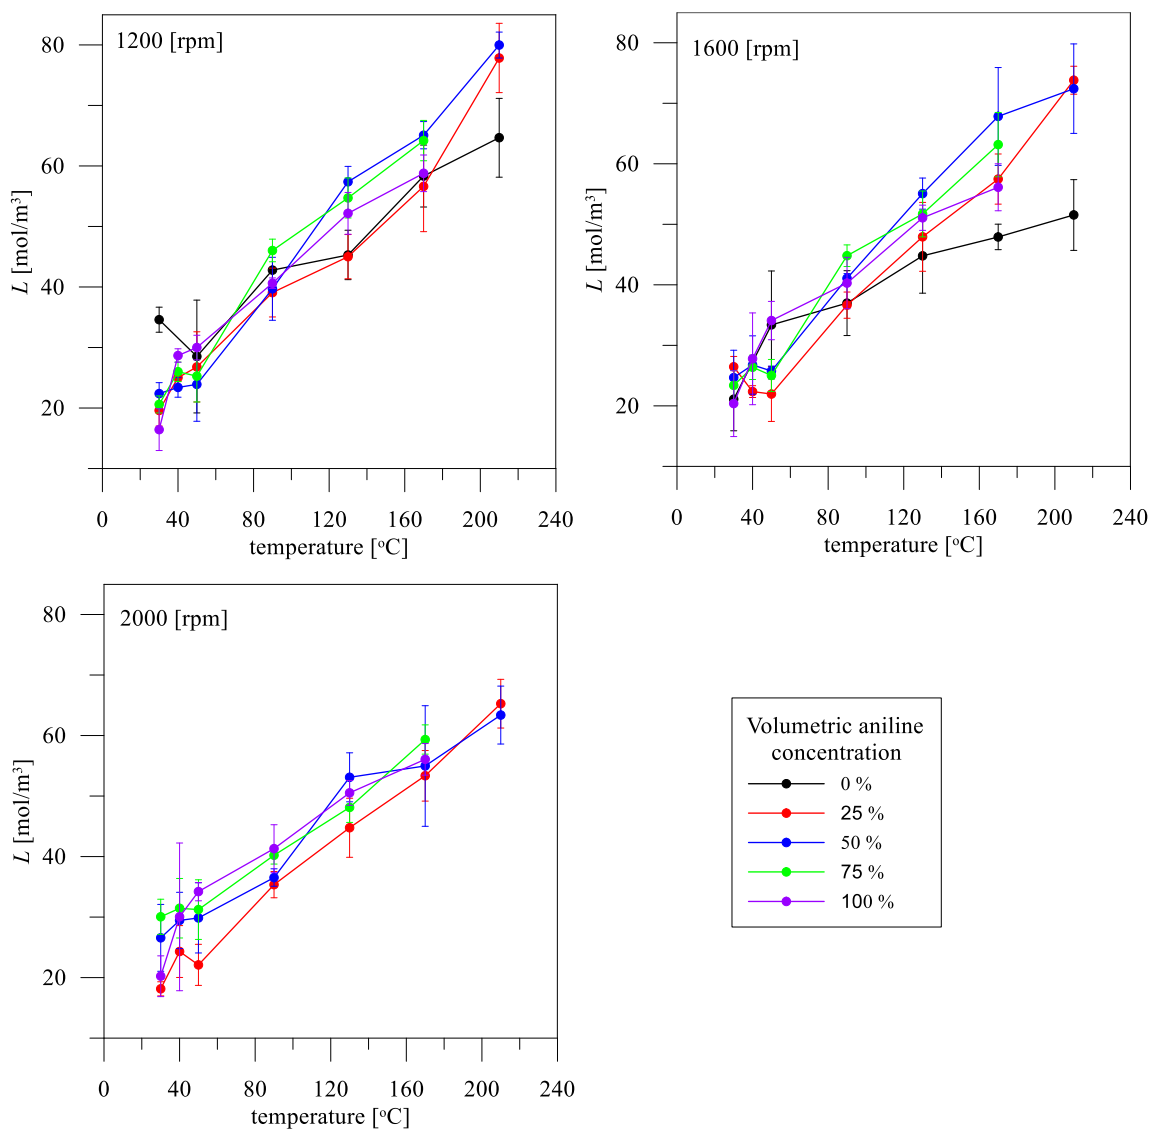 1200 [rpm]
80
60
40
20
L [mol/m³]
0 40 80 120 160 200 240
temperature [°C]
1600 [rpm]
80
60
40
20
L [mol/m³]
0 40 80 120 160 200 240
temperature [°C]
2000 [rpm]
80
60
40
20
L [mol/m³]
0 40 80 120 160 200 240
temperature [°C]
Volumetric aniline
concentration
0 %
25 %
50 %
75 %
100 %